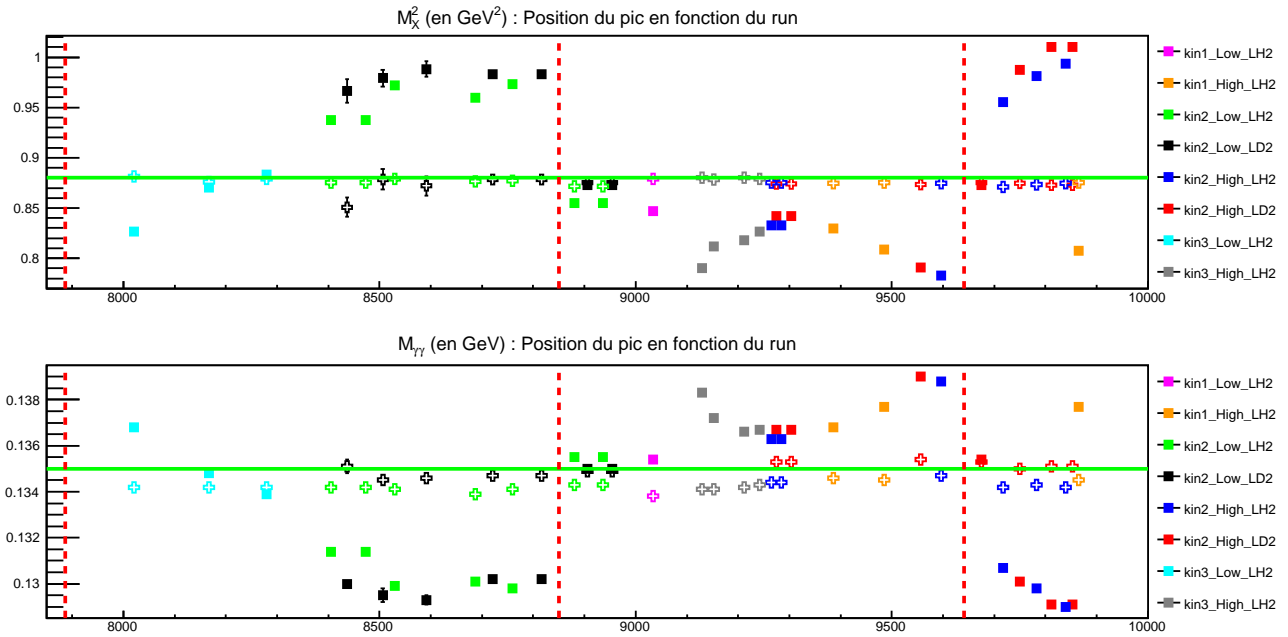 M_X^2 (en GeV^2) : Position du pic en fonction du run
1
0.95
0.9
0.85
0.8
8000 8500 9000 9500 10000
kin1_Low_LH2
kin1_High_LH2
kin2_Low_LH2
kin2_Low_LD2
kin2_High_LH2
kin2_High_LD2
kin3_Low_LH2
kin3_High_LH2
M_γγ (en GeV) : Position du pic en fonction du run
0.138
0.136
0.134
0.132
0.13
8000 8500 9000 9500 10000
kin1_Low_LH2
kin1_High_LH2
kin2_Low_LH2
kin2_Low_LD2
kin2_High_LH2
kin2_High_LD2
kin3_Low_LH2
kin3_High_LH2